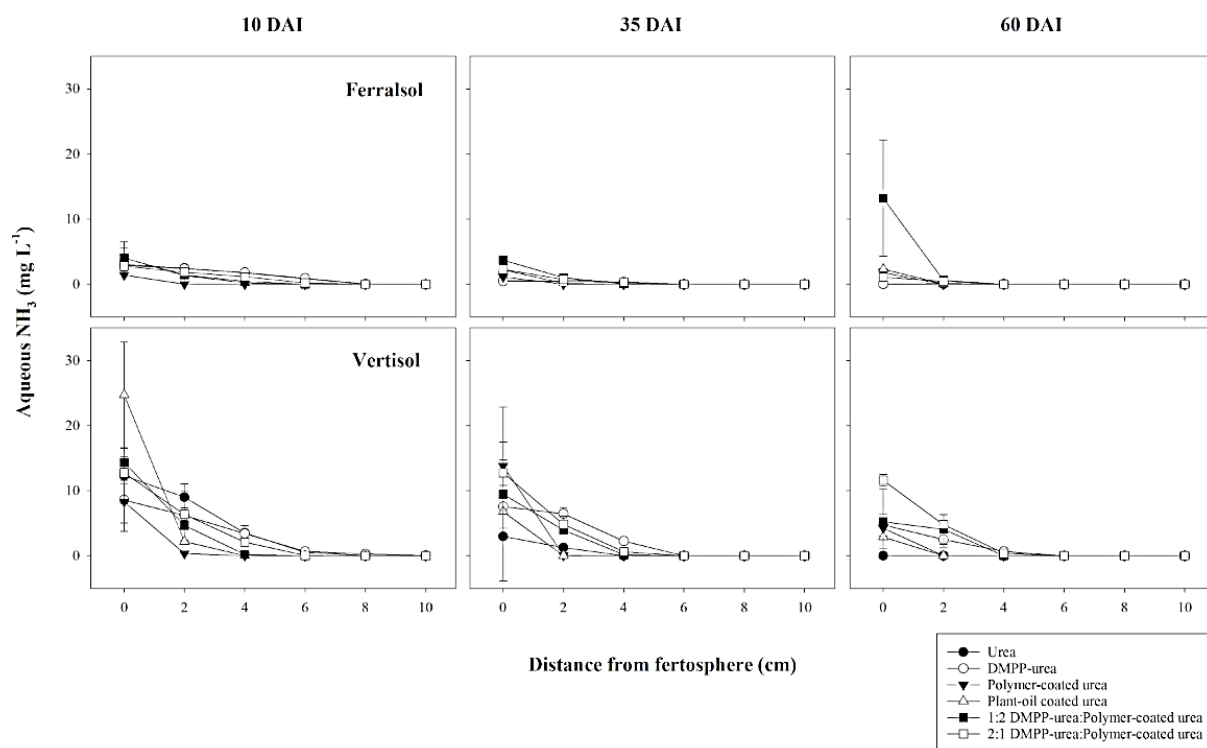 10 DAI 35 DAI 60 DAI
Ferralsol
30
20
10
0
Aqueous NH₃ (mg L⁻¹)
Vertisol
30
20
10
0
0 2 4 6 8 10 0 2 4 6 8 10 0 2 4 6 8 10
Distance from fertosphere (cm)
Urea
DMPP-urea
Polymer-coated urea
Plant-oil coated urea
1:2 DMPP-urea:Polymer-coated urea
2:1 DMPP-urea:Polymer-coated urea